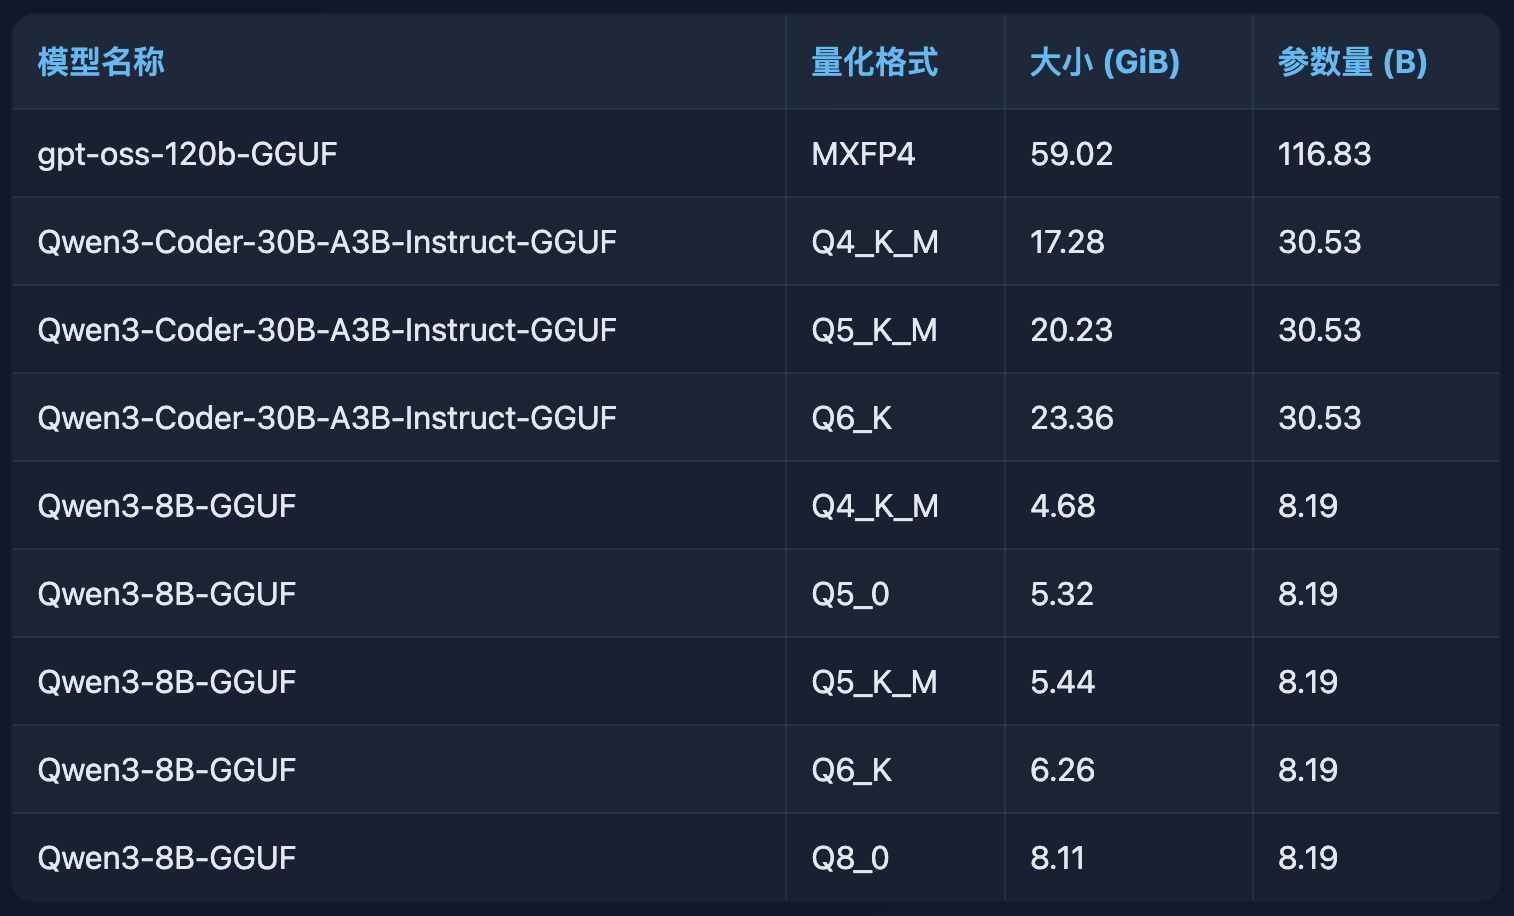 模型名称 量化格式 大小 (GiB) 参数量 (B)
gpt-oss-120b-GGUF MXFP4 59.02 116.83
Qwen3-Coder-30B-A3B-Instruct-GGUF Q4_K_M 17.28 30.53
Qwen3-Coder-30B-A3B-Instruct-GGUF Q5_K_M 20.23 30.53
Qwen3-Coder-30B-A3B-Instruct-GGUF Q6_K 23.36 30.53
Qwen3-8B-GGUF Q4_K_M 4.68 8.19
Qwen3-8B-GGUF Q5_0 5.32 8.19
Qwen3-8B-GGUF Q5_K_M 5.44 8.19
Qwen3-8B-GGUF Q6_K 6.26 8.19
Qwen3-8B-GGUF Q8_0 8.11 8.19